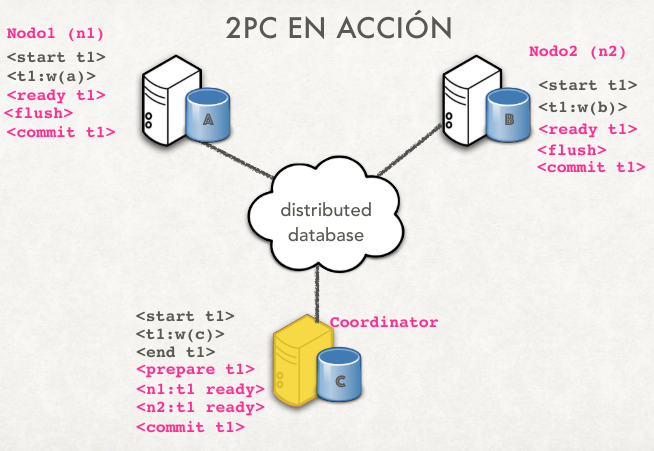 2PC EN ACCIÓN
Nodo1 (n1)
<start t1>
<t1:w(a)>
<ready t1>
<flush>
<commit t1>
A
Nodo2 (n2)
<start t1>
<t1:w(b)>
<ready t1>
<flush>
<commit t1>
B
distributed
database
Coordinator
<start t1>
<t1:w(c)>
<end t1>
<prepare t1>
<n1:t1 ready>
<n2:t1 ready>
<commit t1>
C